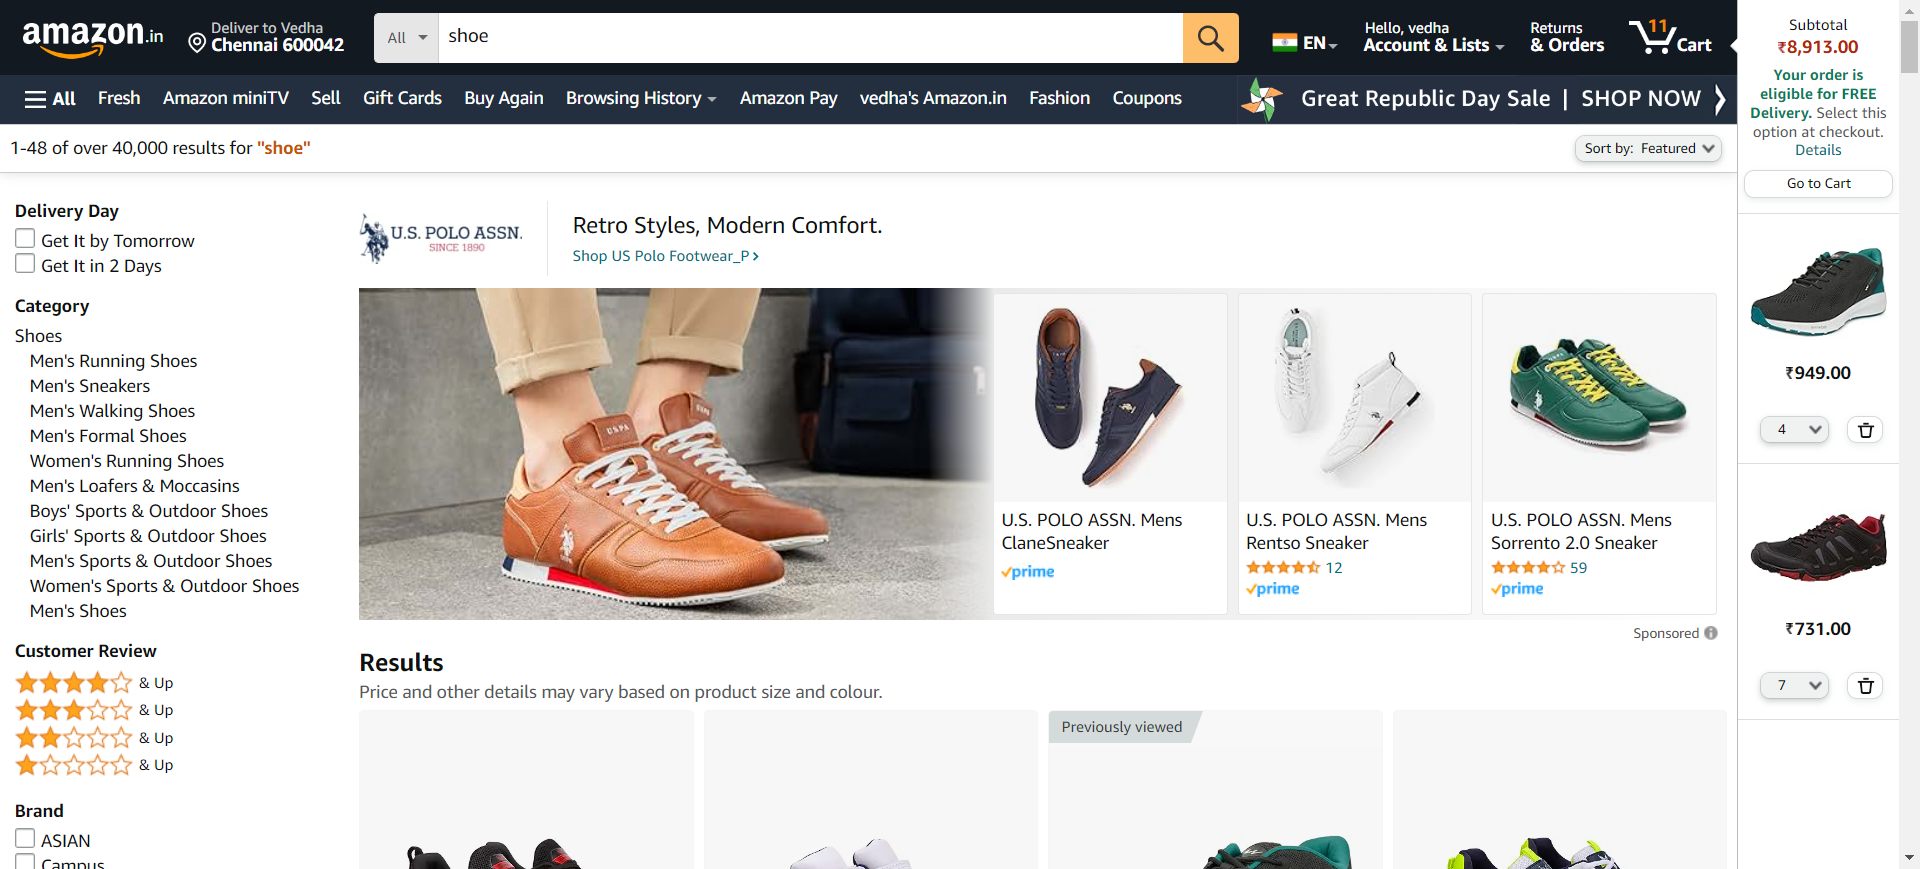 amazon.in
Deliver to Vedha
Chennai 600042
All
shoe
EN
Hello, vedha
Account & Lists
Returns
& Orders
11
Cart
All
Fresh
Amazon miniTV
Sell
Gift Cards
Buy Again
Browsing History
Amazon Pay
vedha's Amazon.in
Fashion
Coupons
Great Republic Day Sale | SHOP NOW
Subtotal
₹8,913.00
Your order is
eligible for FREE
Delivery. Select this
option at checkout.
Details
Go to Cart
₹949.00
4
₹731.00
7
1-48 of over 40,000 results for "shoe"
Sort by: Featured
Delivery Day
Get It by Tomorrow
Get It in 2 Days
Category
Shoes
Men's Running Shoes
Men's Sneakers
Men's Walking Shoes
Men's Formal Shoes
Women's Running Shoes
Men's Loafers & Moccasins
Boys' Sports & Outdoor Shoes
Girls' Sports & Outdoor Shoes
Men's Sports & Outdoor Shoes
Women's Sports & Outdoor Shoes
Men's Shoes
Customer Review
& Up
& Up
& Up
& Up
Brand
ASIAN
Campus
U.S. POLO ASSN.
SINCE 1890
Retro Styles, Modern Comfort.
Shop US Polo Footwear_P
USPA
USPA
U.S. POLO ASSN. Mens
ClaneSneaker
prime
U.S. POLO ASSN. Mens
Rentso Sneaker
12
prime
U.S. POLO ASSN. Mens
Sorrento 2.0 Sneaker
59
prime
Sponsored
Results
Price and other details may vary based on product size and colour.
Previously viewed